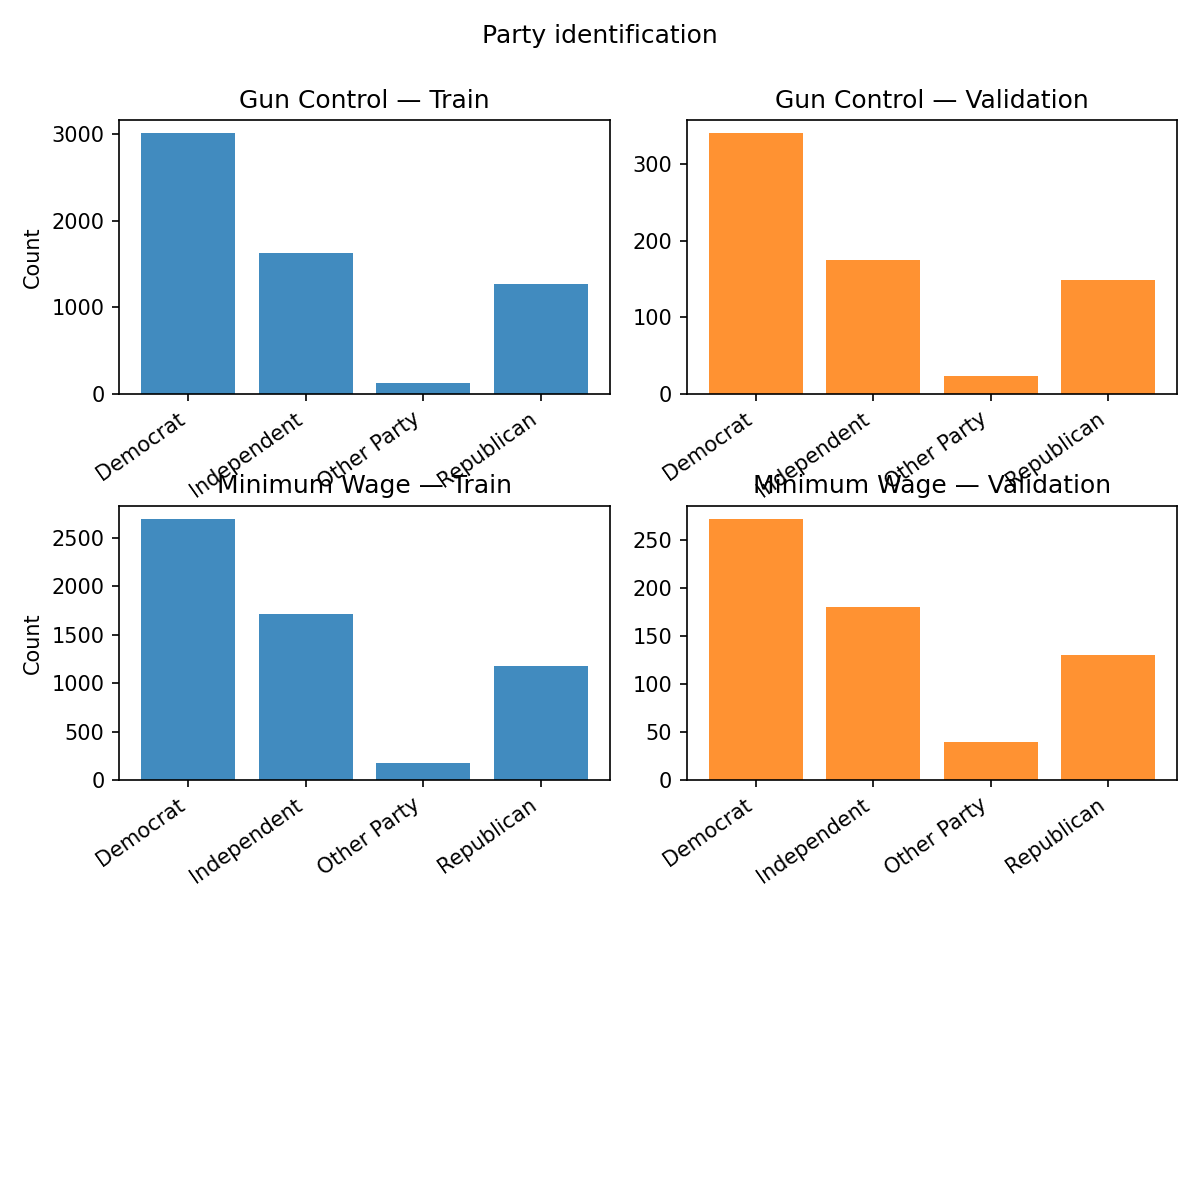 Party identification
Gun Control — Train
Gun Control — Validation
Count
3000
2000
1000
0
Democrat
Independent
Other Party
Republican
300
200
100
0
Democrat
Independent
Other Party
Republican
Minimum Wage — Train
Minimum Wage — Validation
Count
2500
2000
1500
1000
500
0
Democrat
Independent
Other Party
Republican
250
200
150
100
50
0
Democrat
Independent
Other Party
Republican